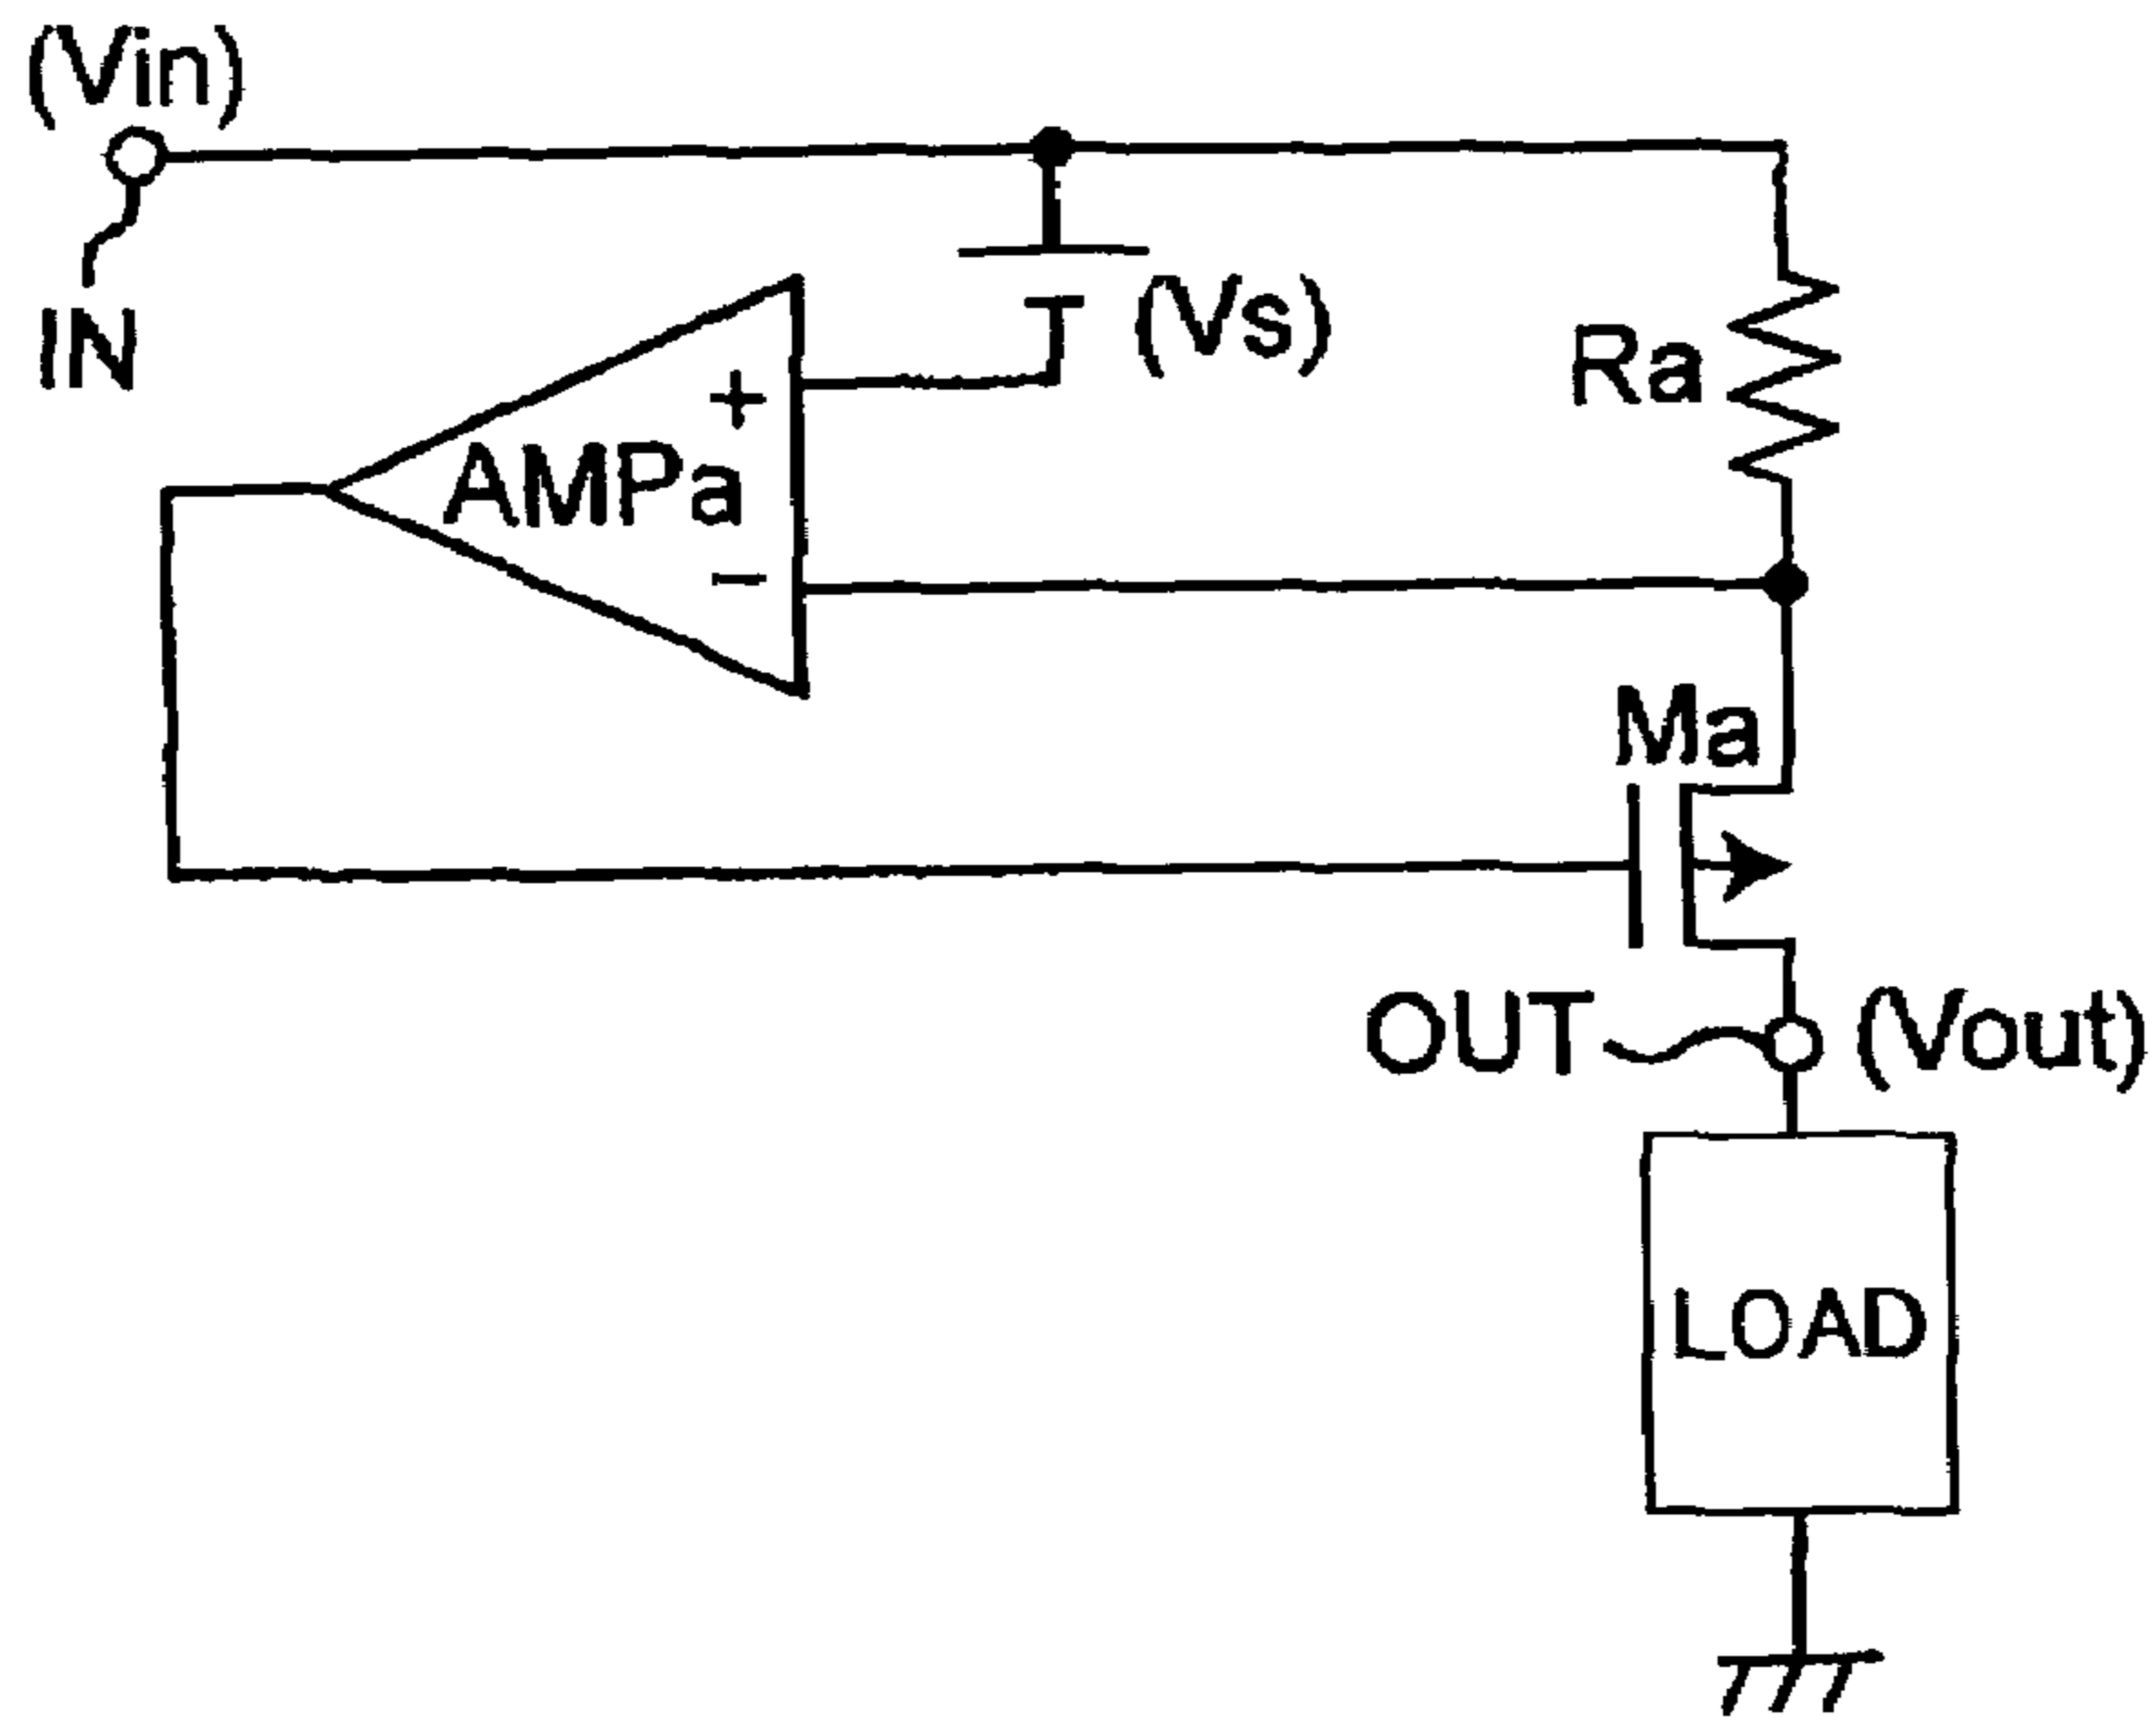 (Vin)
IN
(Vs)
Ra
+
AMPa
−
Ma
OUT
(Vout)
LOAD